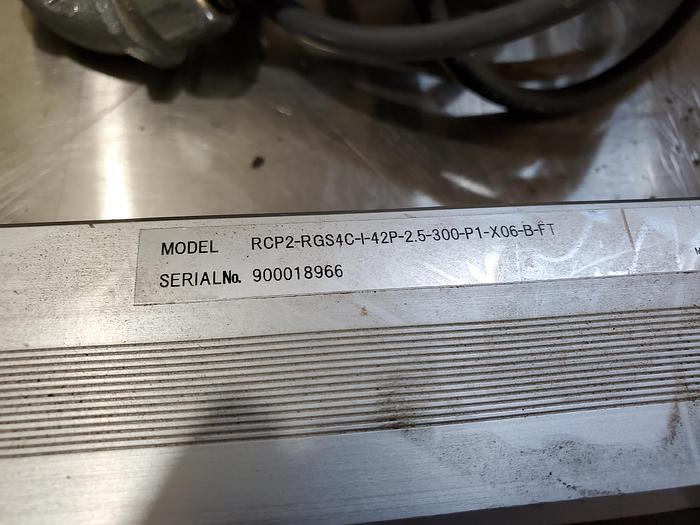 MODEL RCP2-RGS4C-I-42P-2.5-300-P1-X06-B-FT
SERIALNo. 900018966